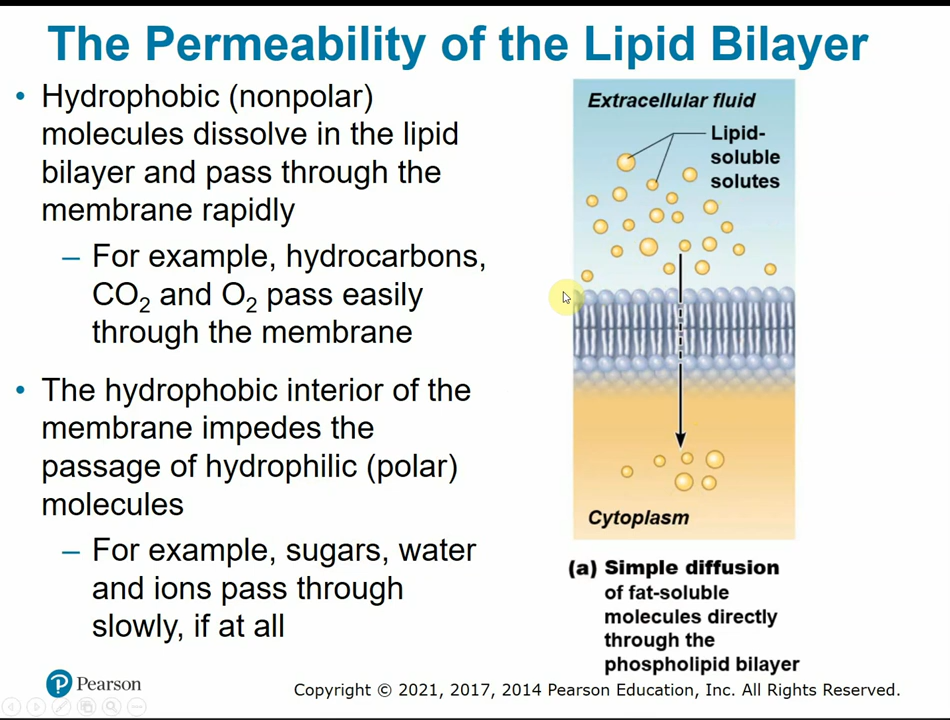 The Permeability of the Lipid Bilayer
• Hydrophobic (nonpolar)
molecules dissolve in the lipid
bilayer and pass through the
membrane rapidly
– For example, hydrocarbons,
CO₂ and O₂ pass easily
through the membrane
• The hydrophobic interior of the
membrane impedes the
passage of hydrophilic (polar)
molecules
– For example, sugars, water
and ions pass through
slowly, if at all
Extracellular fluid
Lipid-
soluble
solutes
Cytoplasm
(a) Simple diffusion
of fat-soluble
molecules directly
through the
phospholipid bilayer
P Pearson
Copyright © 2021, 2017, 2014 Pearson Education, Inc. All Rights Reserved.